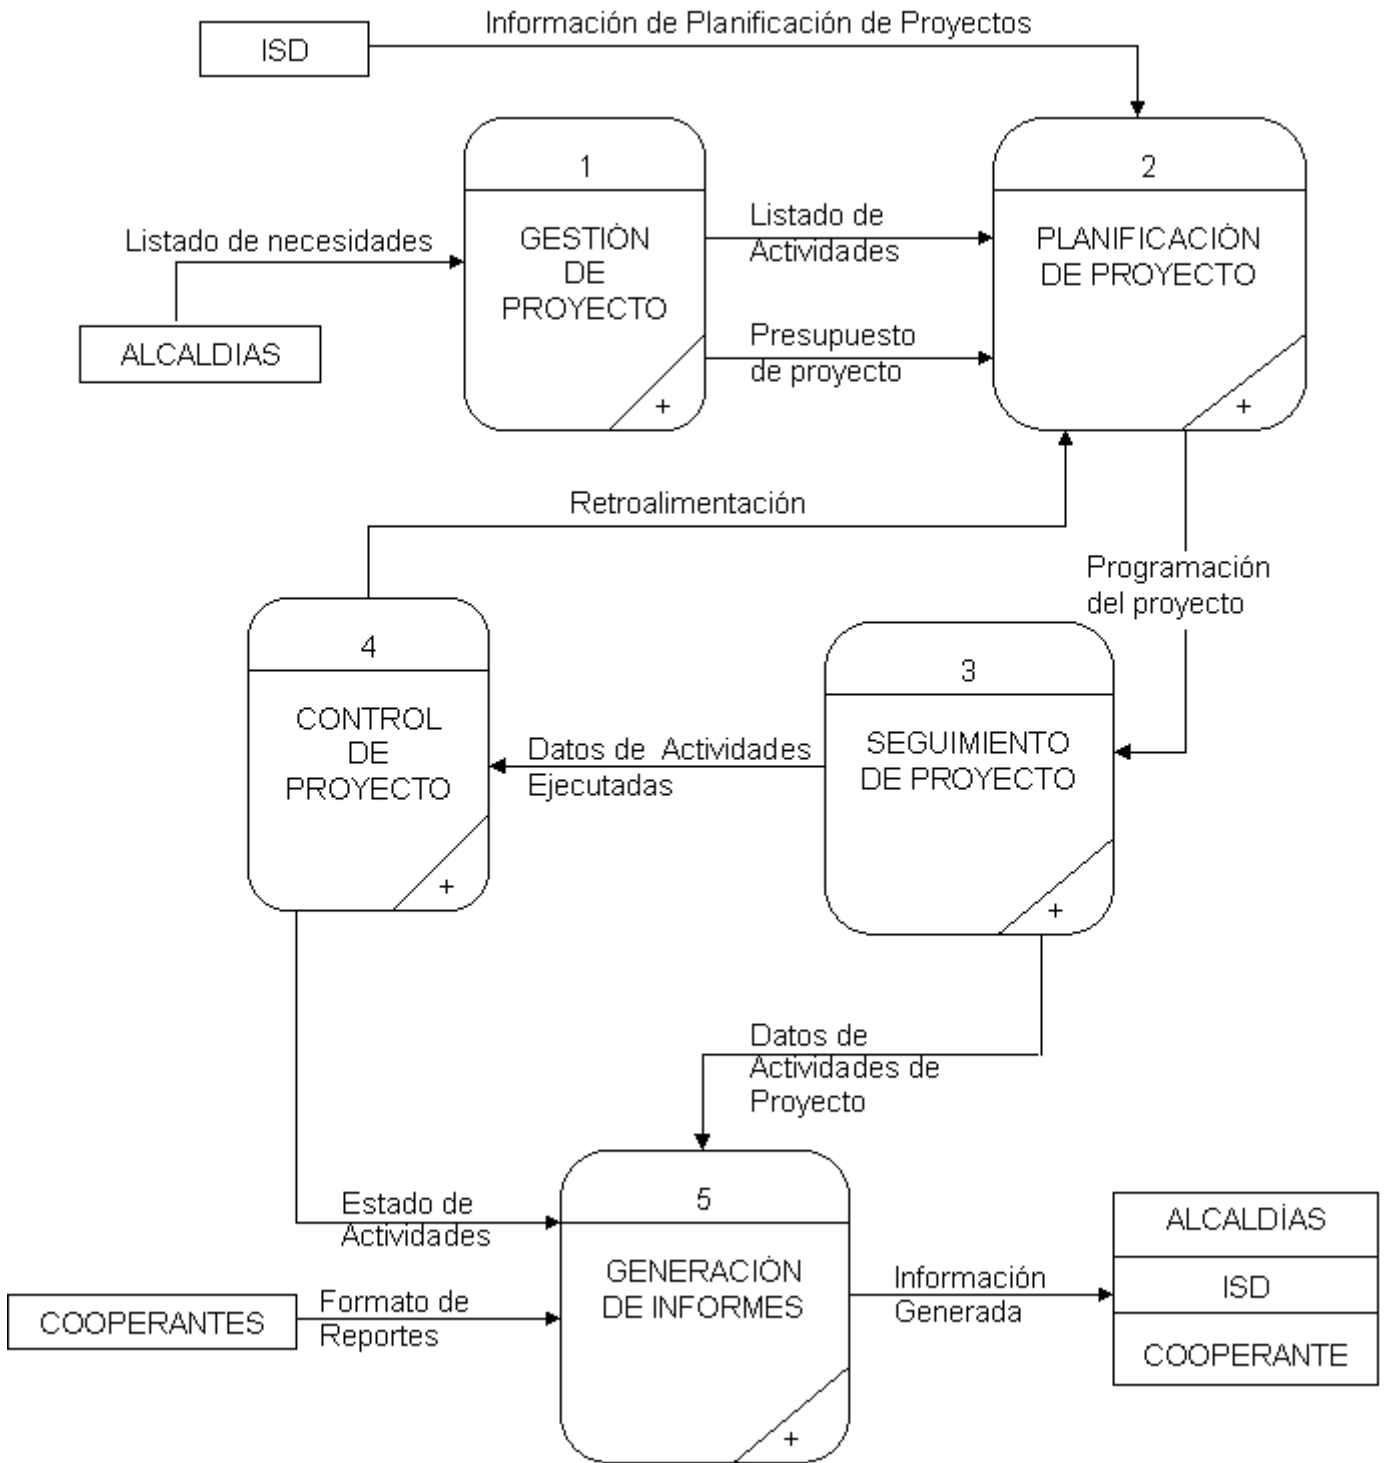 Información de Planificación de Proyectos
ISD
1
GESTIÓN
DE
PROYECTO
+
2
PLANIFICACIÓN
DE PROYECTO
+
Listado de
Actividades
Listado de necesidades
ALCALDIAS
Presupuesto
de proyecto
Retroalimentación
Programación
del proyecto
4
CONTROL
DE
PROYECTO
+
3
SEGUIMIENTO
DE PROYECTO
+
Datos de  Actividades
Ejecutadas
Datos de
Actividades de
Proyecto
Estado de
Actividades
5
GENERACIÓN
DE INFORMES
+
COOPERANTES
Formato de
Reportes
Información
Generada
ALCALDÍAS
ISD
COOPERANTE